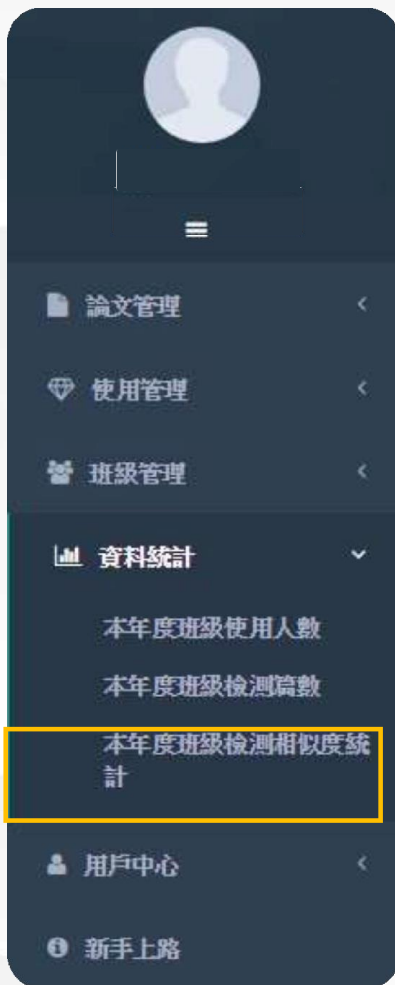 論文管理
使用管理
班級管理
資料統計
本年度班級使用人數
本年度班級檢測篇數
本年度班級檢測相似度統
計
用戶中心
新手上路